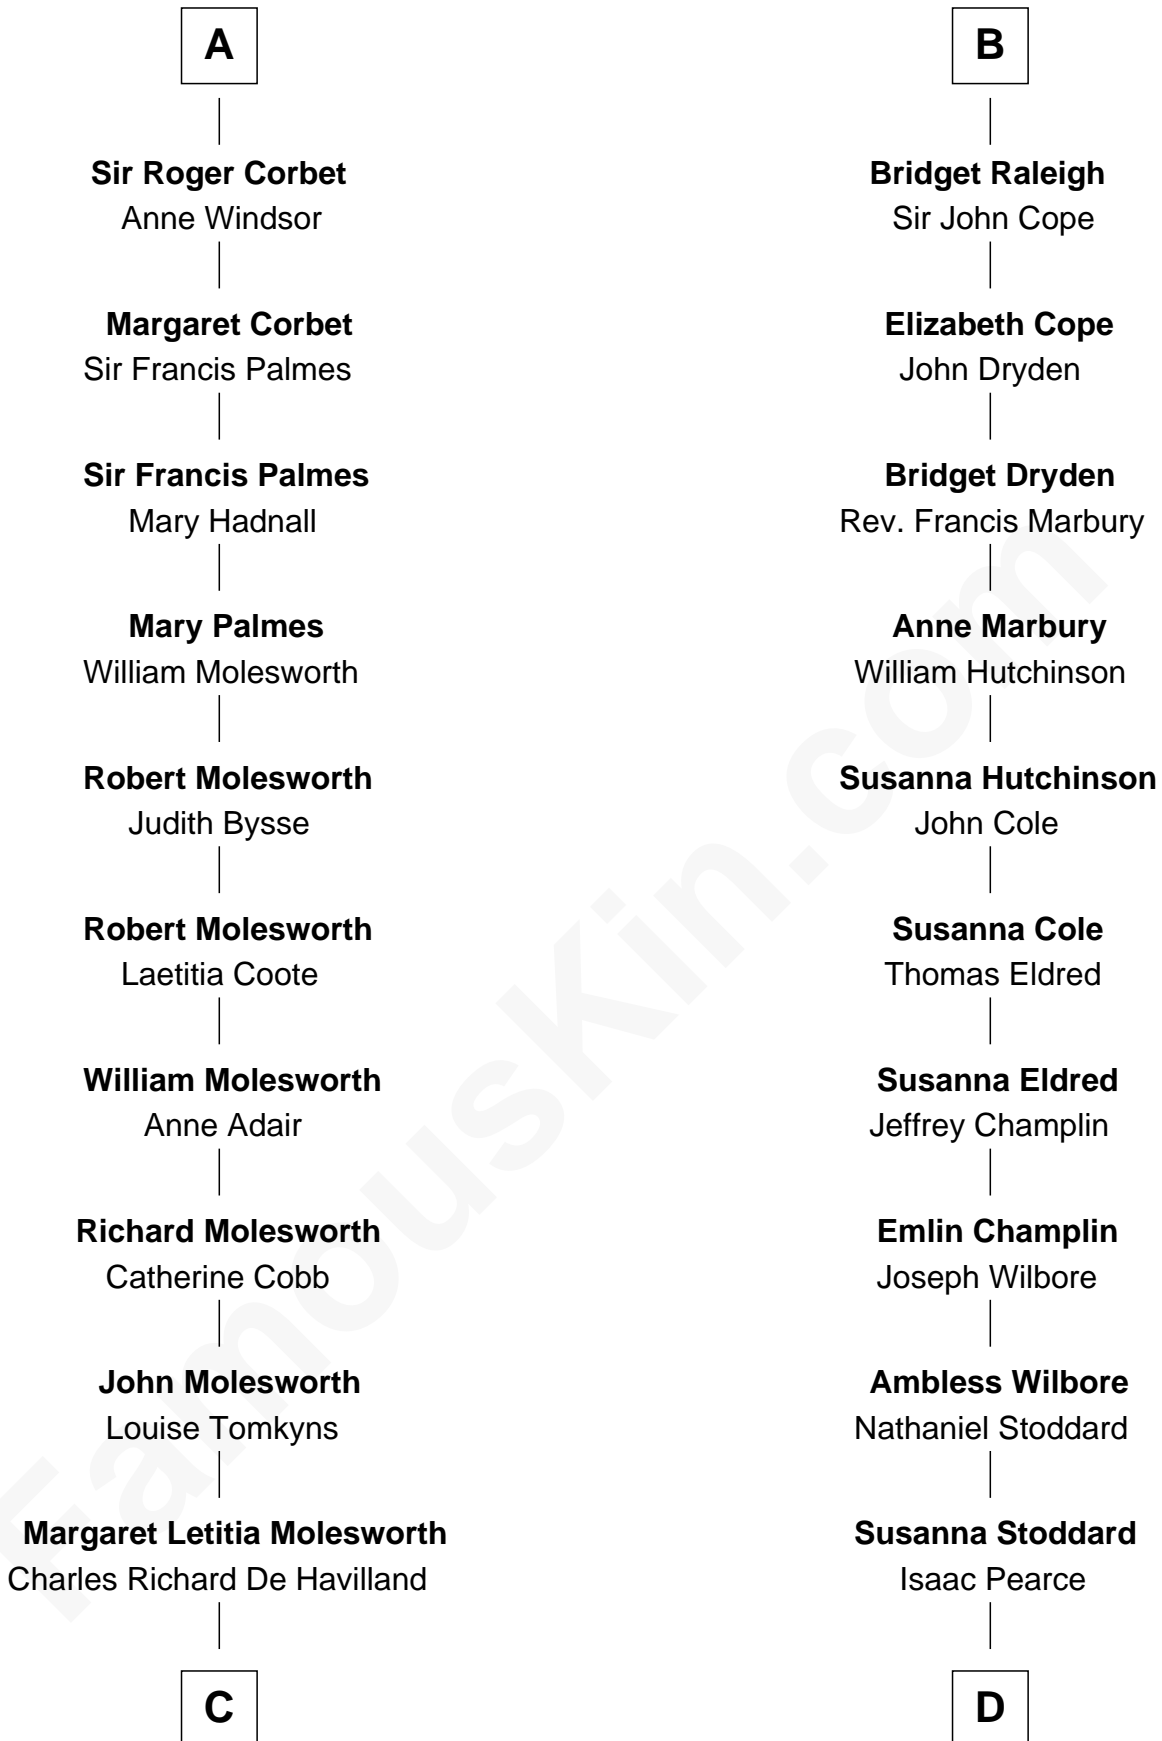 A
Sir Roger Corbet
Anne Windsor
Margaret Corbet
Sir Francis Palmes
Sir Francis Palmes
Mary Hadnall
Mary Palmes
William Molesworth
Robert Molesworth
Judith Bysse
Robert Molesworth
Laetitia Coote
William Molesworth
Anne Adair
Richard Molesworth
Catherine Cobb
John Molesworth
Louise Tomkyns
Margaret Letitia Molesworth
Charles Richard De Havilland
C
B
Bridget Raleigh
Sir John Cope
Elizabeth Cope
John Dryden
Bridget Dryden
Rev. Francis Marbury
Anne Marbury
William Hutchinson
Susanna Hutchinson
John Cole
Susanna Cole
Thomas Eldred
Susanna Eldred
Jeffrey Champlin
Emlin Champlin
Joseph Wilbore
Ambless Wilbore
Nathaniel Stoddard
Susanna Stoddard
Isaac Pearce
D
FamousKin.com